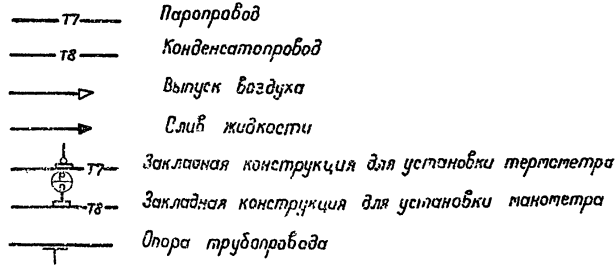 Т7 Паропровод
Т8 Конденсатопровод
Выпуск воздуха
Слив жидкости
Т7 Закладная конструкция для установки термометра
Т8 Закладная конструкция для установки манометра
Опора трубопровода